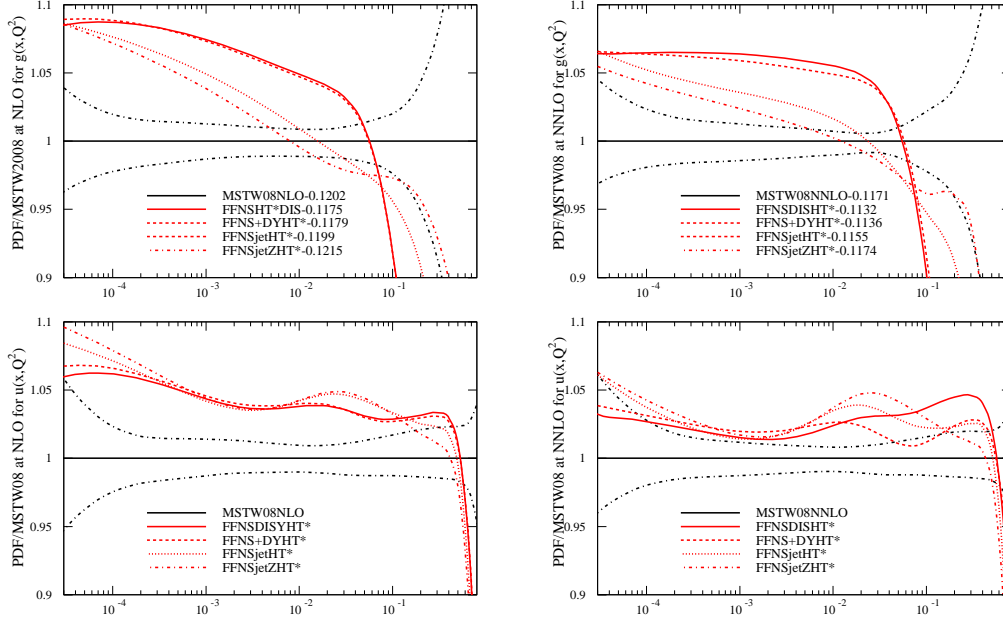 PDF/MSTW2008 at NLO for g(x,Q²)
1.1
1.05
1
0.95
0.9
MSTW08NLO-0.1202
FFNSHT*DIS-0.1175
FFNS+DYHT*-0.1179
FFNSjetHT*-0.1199
FFNSjetZHT*-0.1215
10⁻⁴ 10⁻³ 10⁻² 10⁻¹
PDF/MSTW08 at NNLO for g(x,Q²)
1.1
1.05
1
0.95
0.9
MSTW08NNLO-0.1171
FFNSDISHT*-0.1132
FFNS+DYHT*-0.1136
FFNSjetHT*-0.1155
FFNSjetZHT*-0.1174
10⁻⁴ 10⁻³ 10⁻² 10⁻¹
PDF/MSTW08 at NLO for u(x,Q²)
1.1
1.05
1
0.95
0.9
MSTW08NLO
FFNSDISYHT*
FFNS+DYHT*
FFNSjetHT*
FFNSjetZHT*
10⁻⁴ 10⁻³ 10⁻² 10⁻¹
PDF/MSTW08 at NNLO for u(x,Q²)
1.1
1.05
1
0.95
0.9
MSTW08NNLO
FFNSDISHT*
FFNS+DYHT*
FFNSjetHT*
FFNSjetZHT*
10⁻⁴ 10⁻³ 10⁻² 10⁻¹